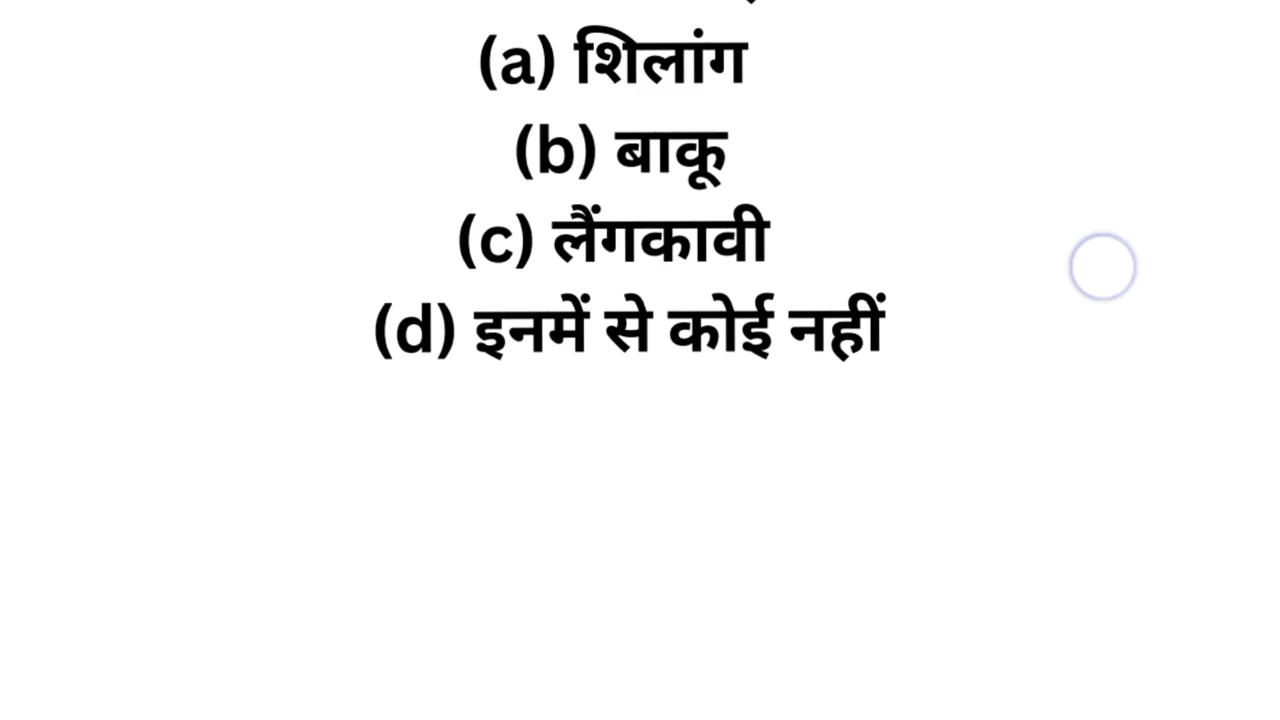 (a) शिलांग
(b) बाकू
(c) लैंगकावी
(d) इनमें से कोई नहीं